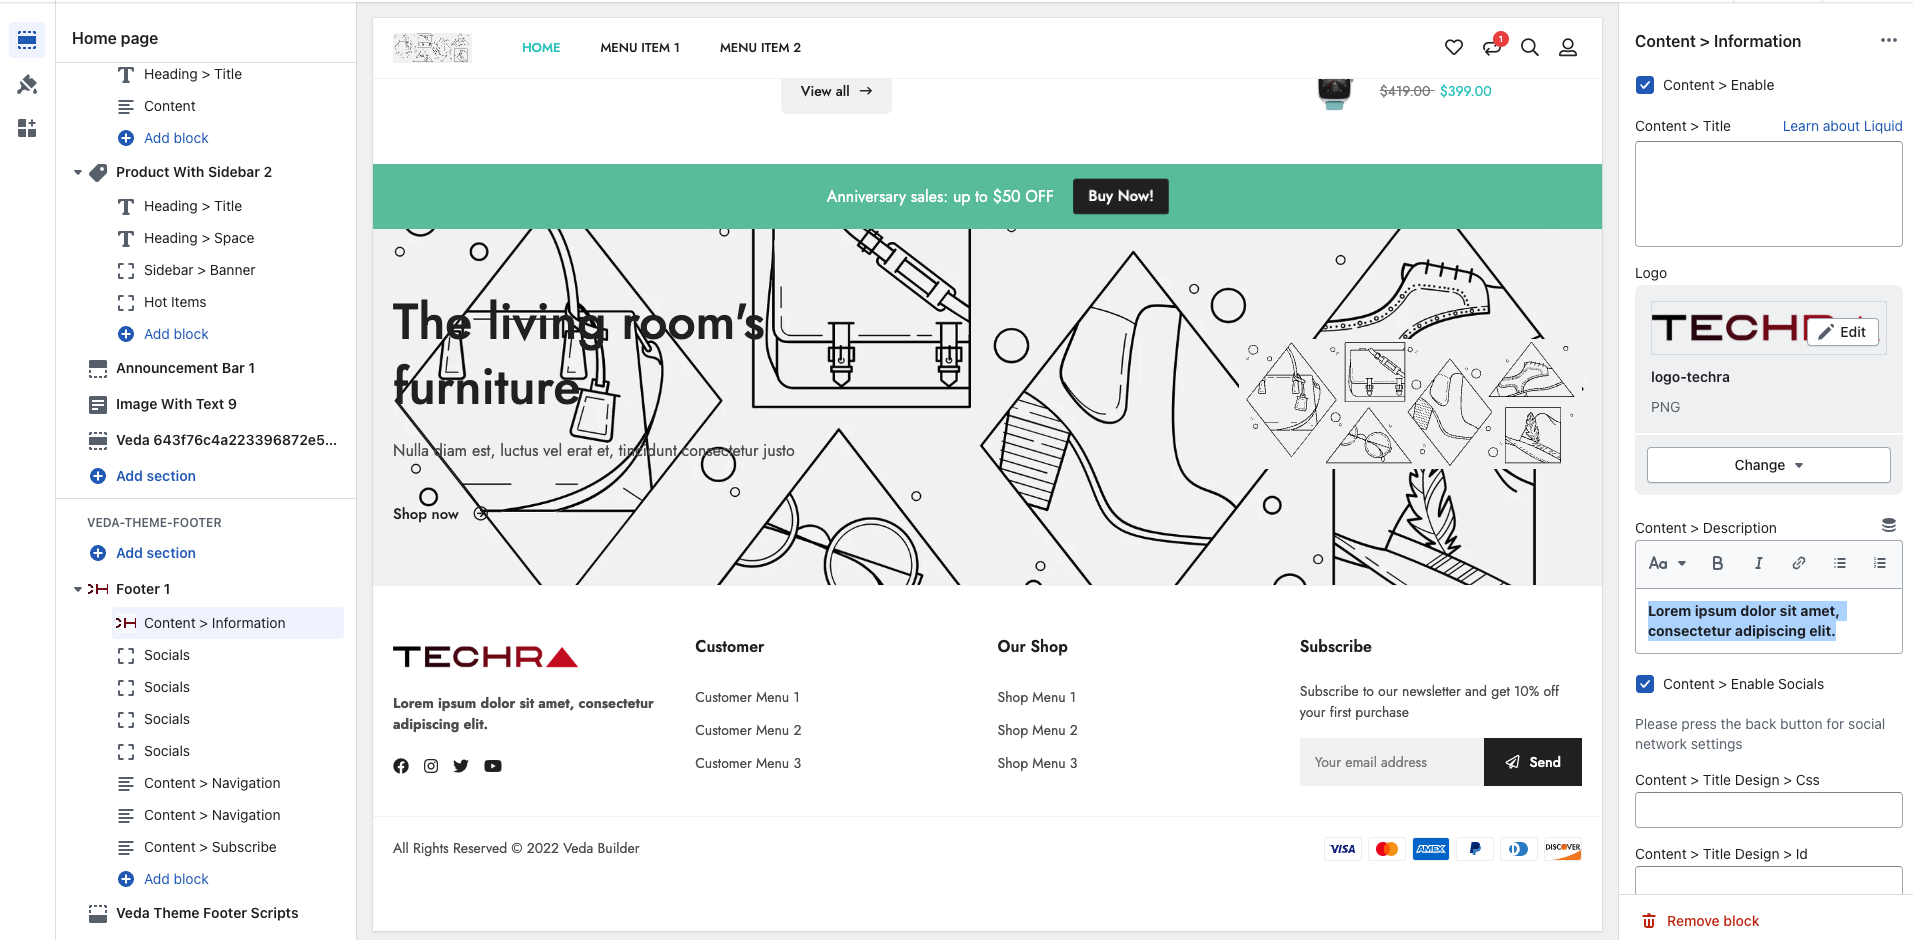 Home page
Heading > Title
Content
Add block
Product With Sidebar 2
Heading > Title
Heading > Space
Sidebar > Banner
Hot Items
Add block
Announcement Bar 1
Image With Text 9
Veda 643f76c4a223396872e5...
Add section
VEDA-THEME-FOOTER
Add section
Footer 1
Content > Information
Socials
Socials
Socials
Socials
Content > Navigation
Content > Navigation
Content > Subscribe
Add block
Veda Theme Footer Scripts
HOME MENU ITEM 1 MENU ITEM 2
1
View all
$419.00 $399.00
Anniversary sales: up to $50 OFF Buy Now!
The living room's
furniture
Nulla diam est, luctus vel erat et, tincidunt consectetur justo
Shop now
TECHRA
Lorem ipsum dolor sit amet, consectetur
adipiscing elit.
Customer
Customer Menu 1
Customer Menu 2
Customer Menu 3
Our Shop
Shop Menu 1
Shop Menu 2
Shop Menu 3
Subscribe
Subscribe to our newsletter and get 10% off
your first purchase
Your email address Send
All Rights Reserved © 2022 Veda Builder
VISA AMEX DISCOVER
Content > Information
Content > Enable
Content > Title Learn about Liquid
Logo
TECHR Edit
logo-techra
PNG
Change
Content > Description
Aa B I
Lorem ipsum dolor sit amet,
consectetur adipiscing elit.
Content > Enable Socials
Please press the back button for social
network settings
Content > Title Design > Css
Content > Title Design > Id
Remove block